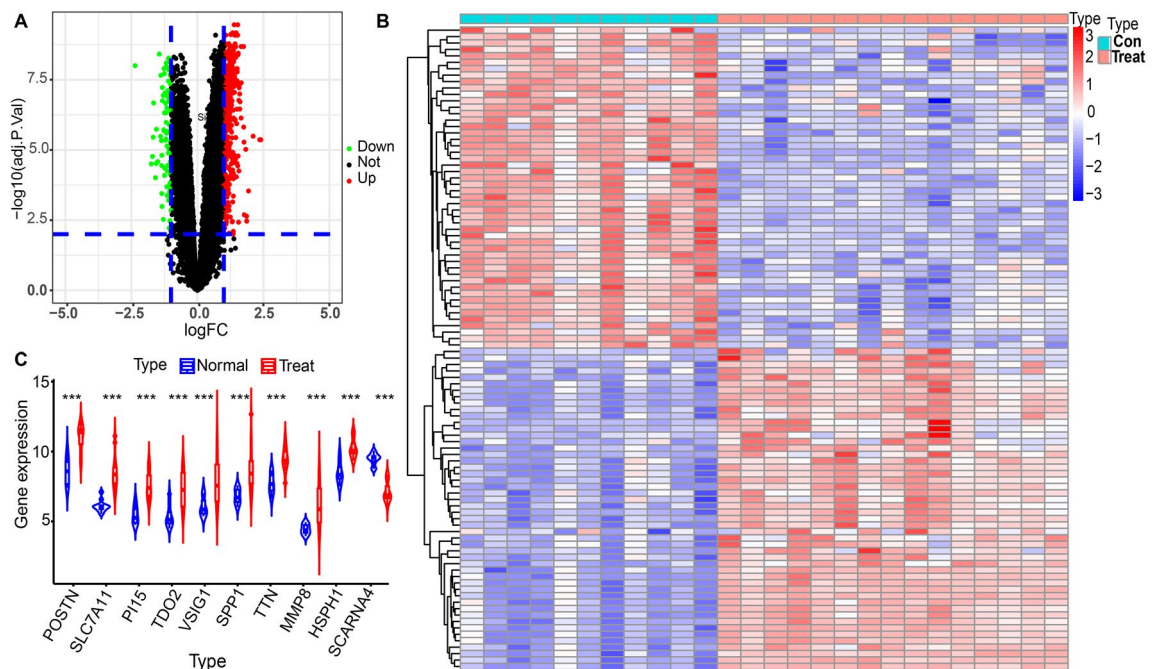 A
7.5
5.0
2.5
0.0
−log10(adj.P.Val)
Si
−5.0
−2.5
0.0
2.5
5.0
logFC
Down
Not
Up
B
Type
3
2
1
0
−1
−2
−3
Type
Con
Treat
C
Type
Normal
Treat
15
10
5
Gene expression
*** *** *** *** *** *** *** *** *** ***
POSTN
SLC7A11
PI15
TDO2
VSIG1
SPP1
TTN
MMP8
HSPH1
SCARNA4
Type